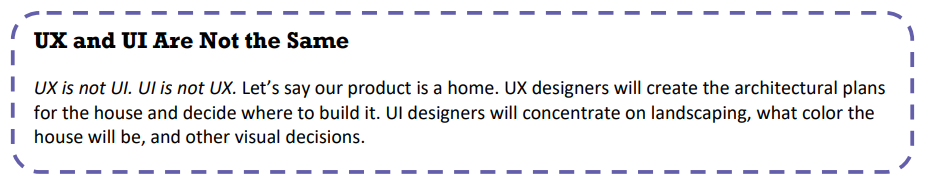 UX and UI Are Not the Same
UX is not UI. UI is not UX. Let’s say our product is a home. UX designers will create the architectural plans
for the house and decide where to build it. UI designers will concentrate on landscaping, what color the
house will be, and other visual decisions.